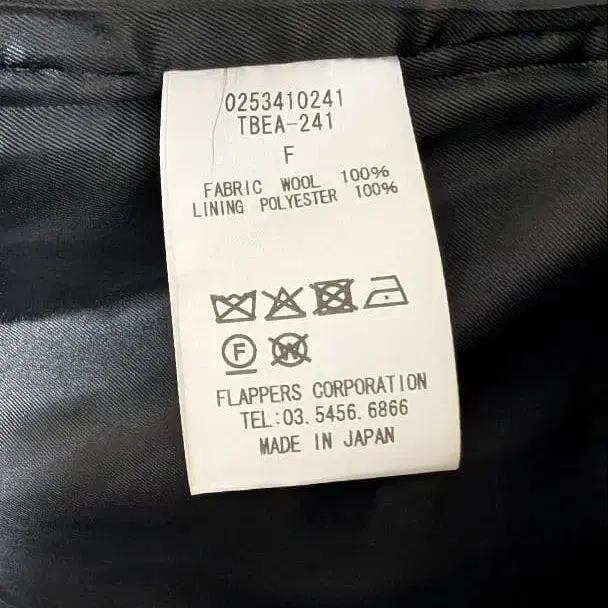 0253410241
TBEA-241
F
FABRIC WOOL 100%
LINING POLYESTER 100%
F W
FLAPPERS CORPORATION
TEL:03.5456.6866
MADE IN JAPAN